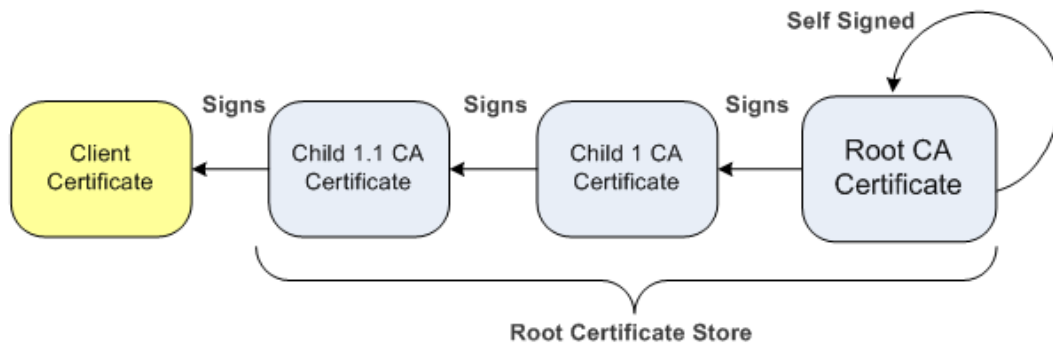 Self Signed
Signs
Signs
Signs
Client
Certificate
Child 1.1 CA
Certificate
Child 1 CA
Certificate
Root CA
Certificate
Root Certificate Store